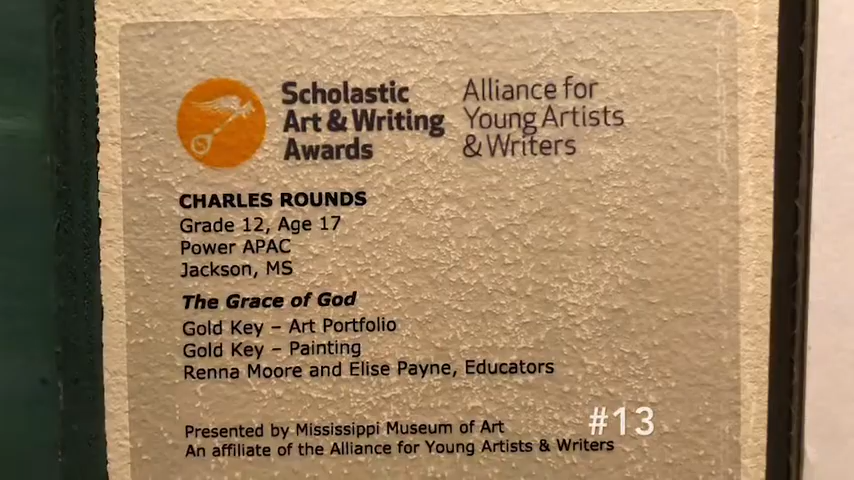 Scholastic
Art & Writing
Awards
Alliance for
Young Artists
& Writers
CHARLES ROUNDS
Grade 12, Age 17
Power APAC
Jackson, MS
The Grace of God
Gold Key – Art Portfolio
Gold Key – Painting
Renna Moore and Elise Payne, Educators
#13
Presented by Mississippi Museum of Art
An affiliate of the Alliance for Young Artists & Writers